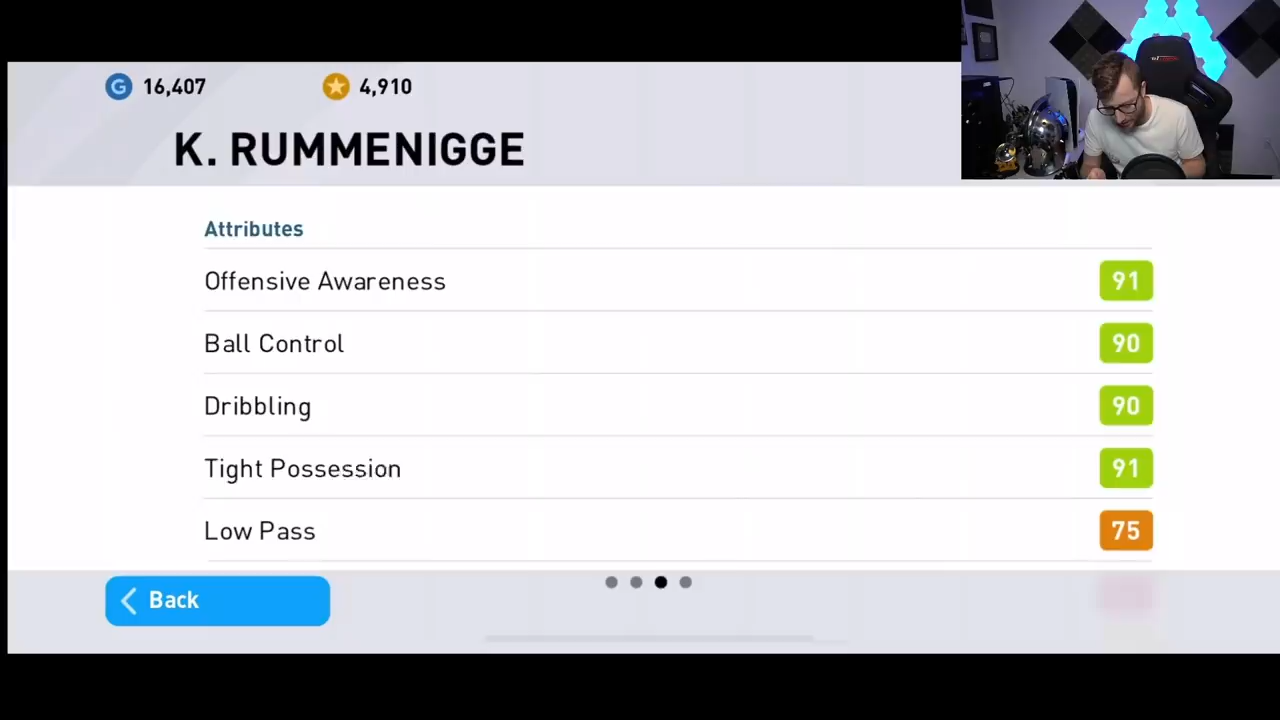 G 16,407 4,910
K. RUMMENIGGE
Attributes
Offensive Awareness 91
Ball Control 90
Dribbling 90
Tight Possession 91
Low Pass 75
Back